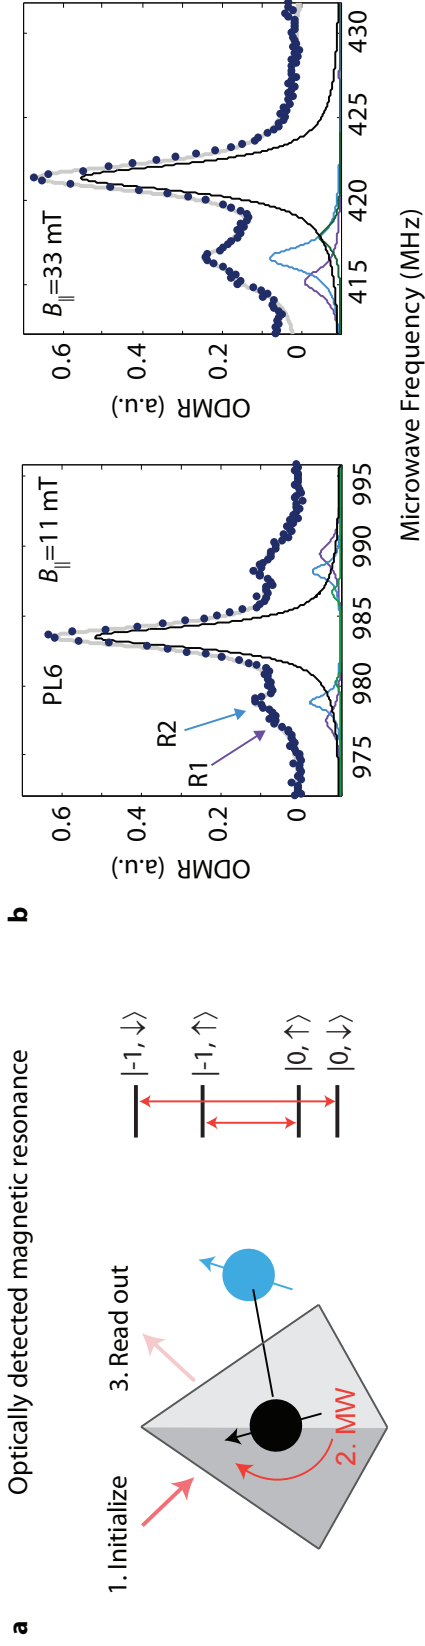 a
Optically detected magnetic resonance
1. Initialize
3. Read out
2. MW
|-1, ↓⟩
|-1, ↑⟩
|0, ↑⟩
|0, ↓⟩
b
ODMR (a.u.)
0.6
0.4
0.2
0
PL6
B∥=11 mT
R2
R1
975
980
985
990
995
ODMR (a.u.)
0.6
0.4
0.2
0
B∥=33 mT
415
420
425
430
Microwave Frequency (MHz)